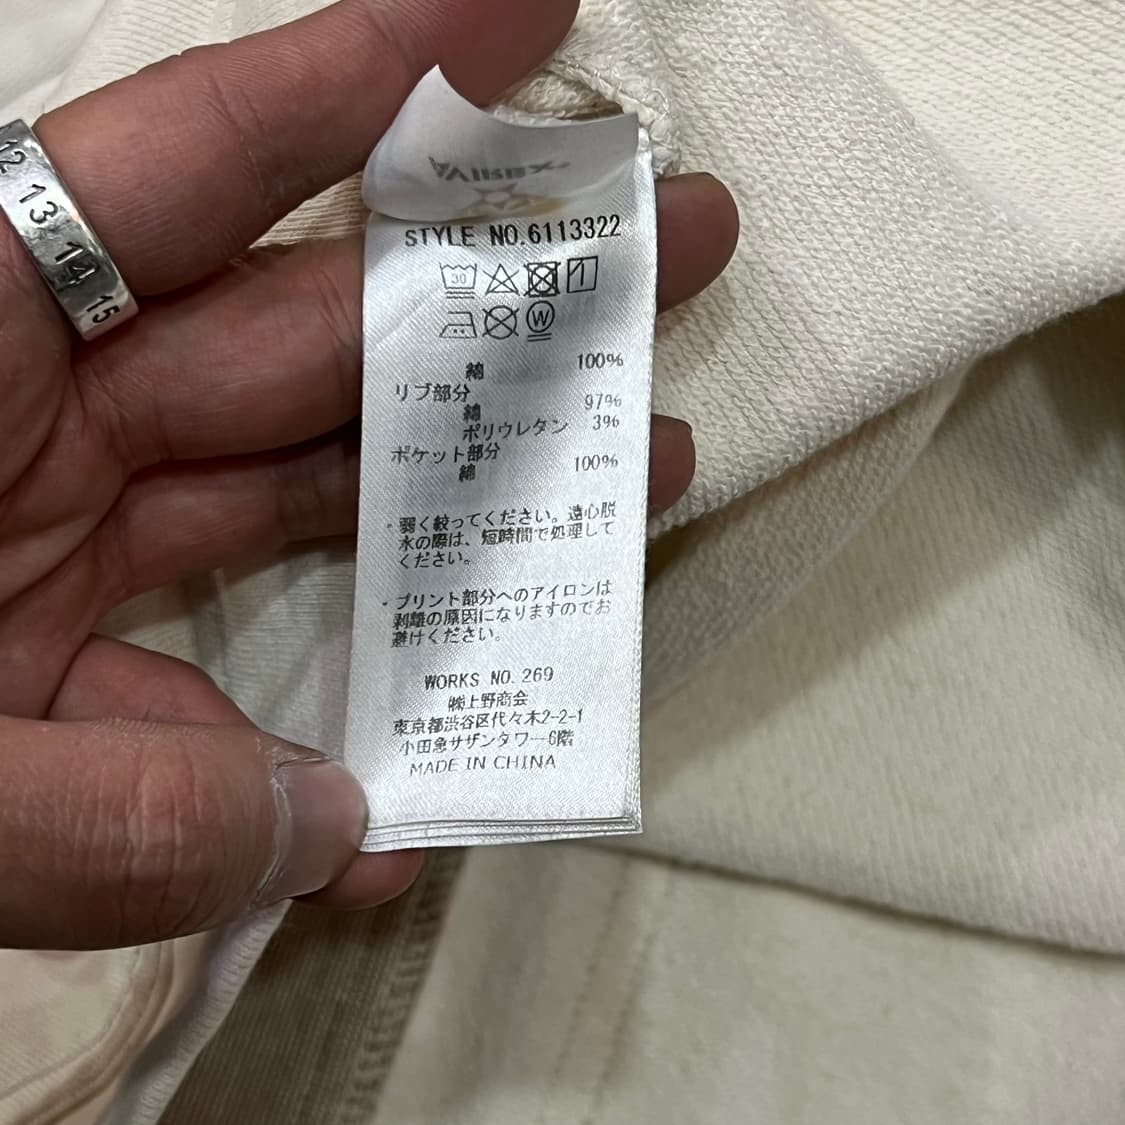 12 13 14 15
AVIREX
STYLE NO.6113322
30
W
綿 100%
リブ部分
綿 97%
ポリウレタン 3%
ポケット部分
綿 100%
・弱く絞ってください。遠心脱
水の際は、短時間で処理して
ください。
・プリント部分へのアイロンは
剥離の原因になりますのでお
避けください。
WORKS NO.269
㈱上野商会
東京都渋谷区代々木2-2-1
小田急サザンタワー6階
MADE IN CHINA